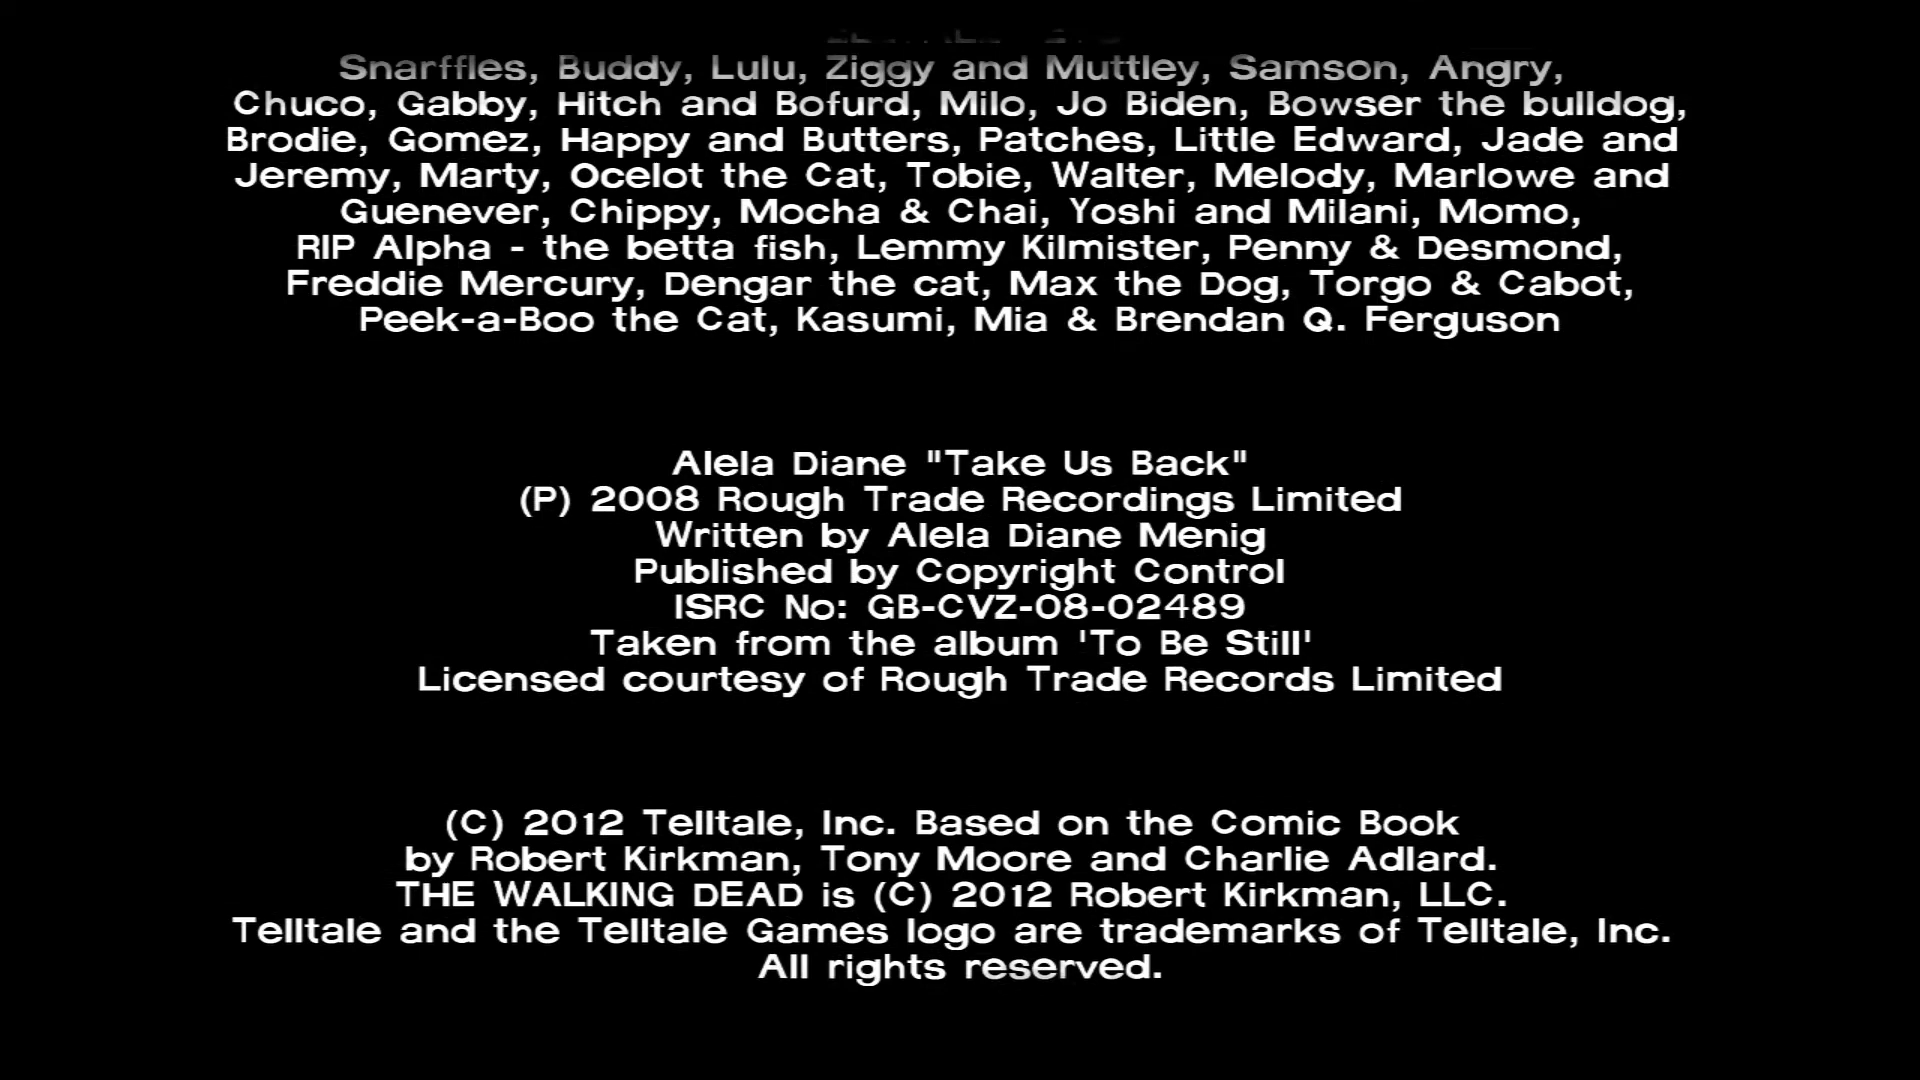 Snarffles, Buddy, Lulu, Ziggy and Muttley, Samson, Angry,
Chuco, Gabby, Hitch and Bofurd, Milo, Jo Biden, Bowser the bulldog,
Brodie, Gomez, Happy and Butters, Patches, Little Edward, Jade and
Jeremy, Marty, Ocelot the Cat, Tobie, Walter, Melody, Marlowe and
Guenever, Chippy, Mocha & Chai, Yoshi and Milani, Momo,
RIP Alpha - the betta fish, Lemmy Kilmister, Penny & Desmond,
Freddie Mercury, Dengar the cat, Max the Dog, Torgo & Cabot,
Peek-a-Boo the Cat, Kasumi, Mia & Brendan Q. Ferguson
Alela Diane "Take Us Back"
(P) 2008 Rough Trade Recordings Limited
Written by Alela Diane Menig
Published by Copyright Control
ISRC No: GB-CVZ-08-02489
Taken from the album 'To Be Still'
Licensed courtesy of Rough Trade Records Limited
(C) 2012 Telltale, Inc. Based on the Comic Book
by Robert Kirkman, Tony Moore and Charlie Adlard.
THE WALKING DEAD is (C) 2012 Robert Kirkman, LLC.
Telltale and the Telltale Games logo are trademarks of Telltale, Inc.
All rights reserved.